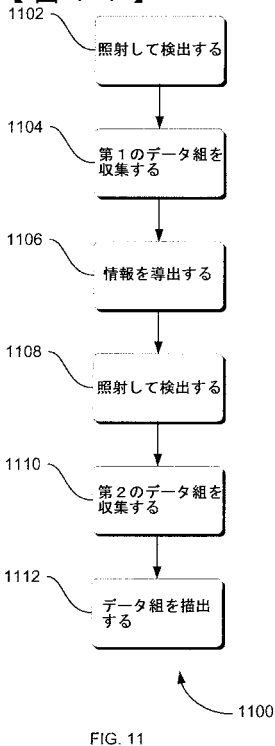 1102
照射して検出する
1104
第1のデータ組を
収集する
1106
情報を導出する
1108
照射して検出する
1110
第2のデータ組を
収集する
1112
データ組を描出
する
1100
FIG. 11